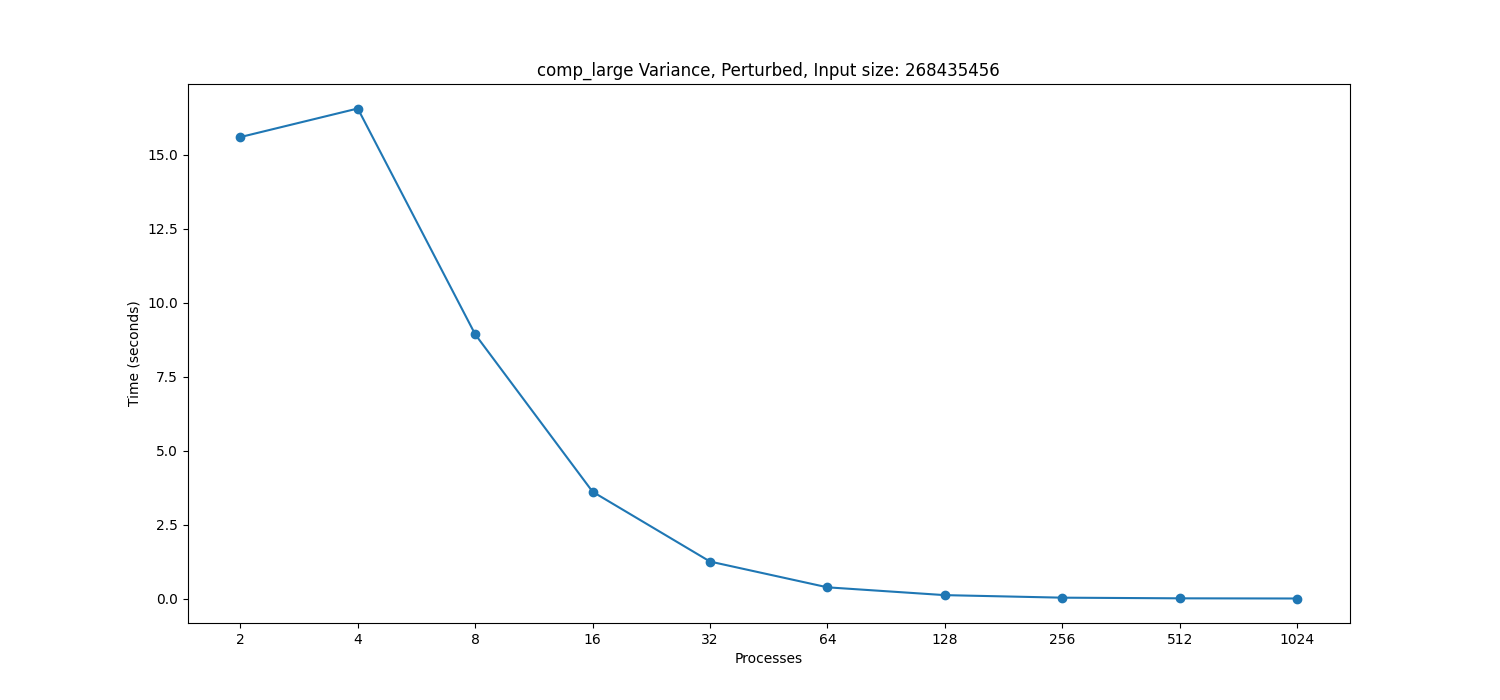 comp_large Variance, Perturbed, Input size: 268435456
Time (seconds)
15.0
12.5
10.0
7.5
5.0
2.5
0.0
2 4 8 16 32 64 128 256 512 1024
Processes